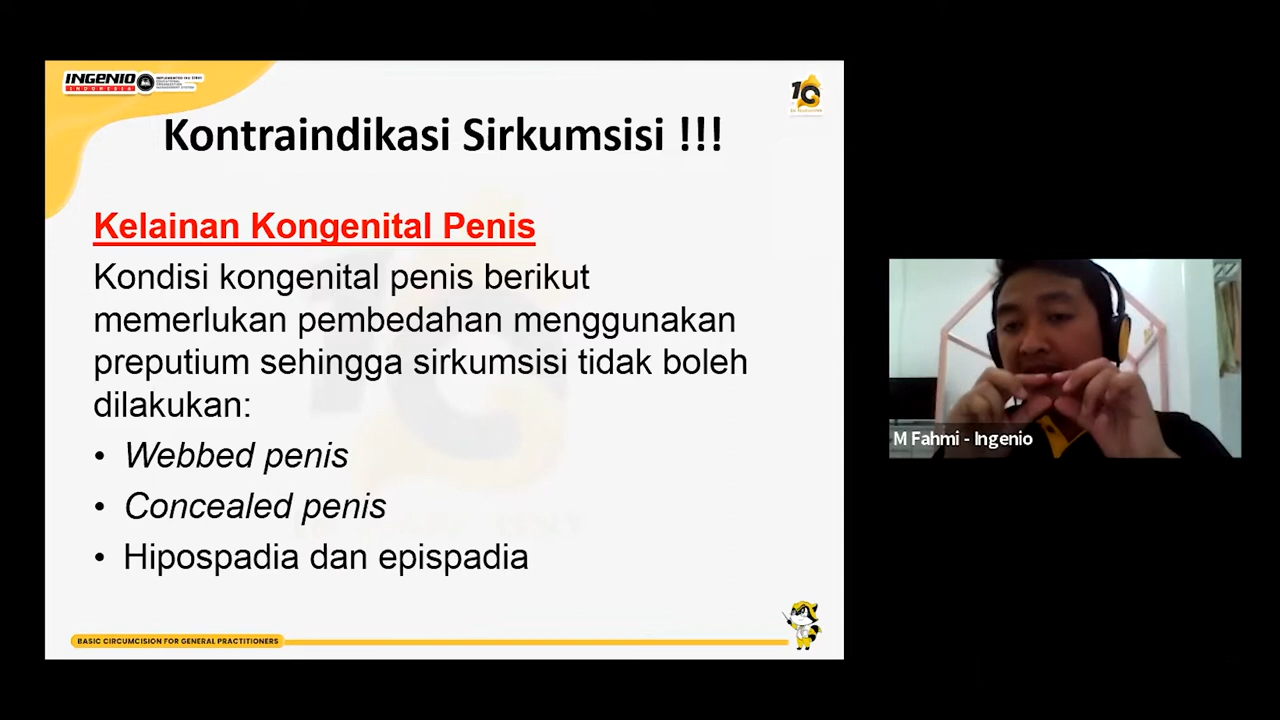 INGENIO
INDONESIA
Kontraindikasi Sirkumsisi !!!
Kelainan Kongenital Penis
Kondisi kongenital penis berikut
memerlukan pembedahan menggunakan
preputium sehingga sirkumsisi tidak boleh
dilakukan:
• Webbed penis
• Concealed penis
• Hipospadia dan epispadia
M Fahmi - Ingenio
BASIC CIRCUMCISION FOR GENERAL PRACTITIONERS